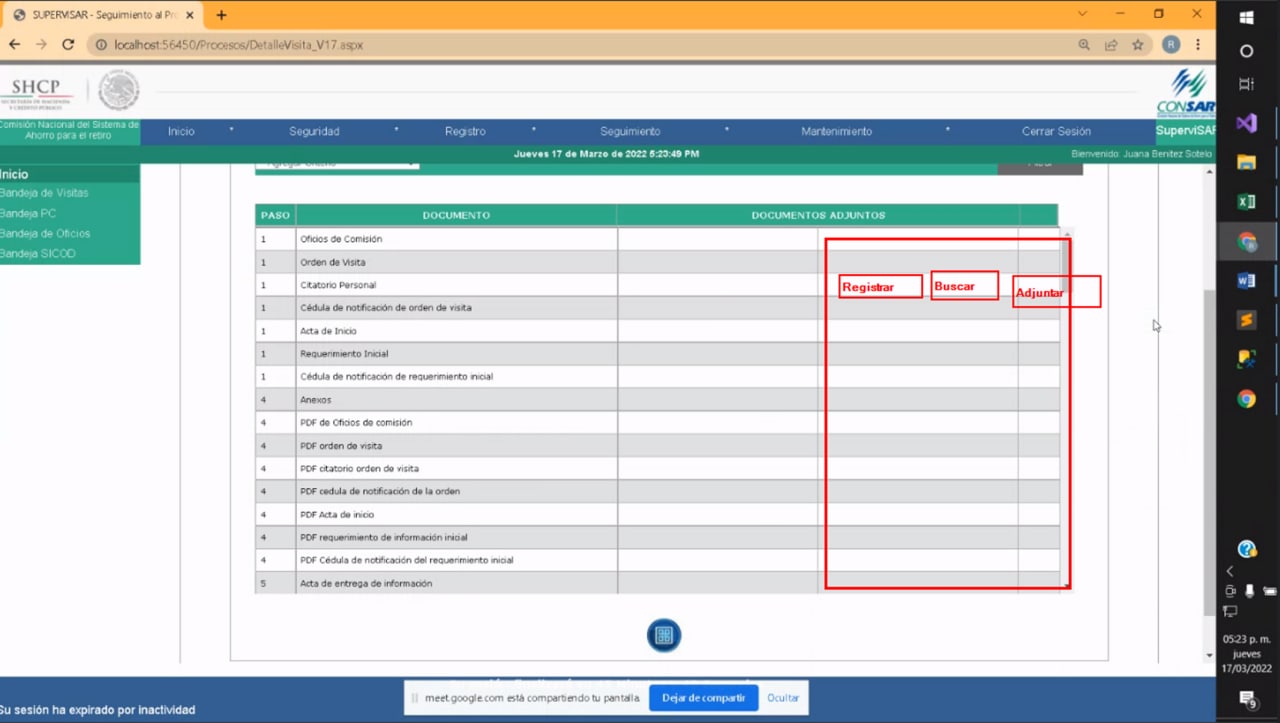 SUPERVISAR - Seguimiento al Pro
localhost:56450/Procesos/DetalleVisita_V17.aspx
R
SHCP
SECRETARÍA DE HACIENDA
Y CRÉDITO PÚBLICO
CONSAR
Comisión Nacional del Sistema de
Ahorro para el retiro
Inicio
Seguridad
Registro
Seguimiento
Mantenimiento
Cerrar Sesión
SuperviSAR
Jueves 17 de Marzo de 2022 5:23:49 PM
Bienvenido: Juana Benitez Sotelo
Inicio
Bandeja de Visitas
Bandeja PC
Bandeja de Oficios
Bandeja SICOD
PASO DOCUMENTO DOCUMENTOS ADJUNTOS
1 Oficios de Comisión
1 Orden de Visita
1 Citatorio Personal
Registrar Buscar Adjuntar
1 Cédula de notificación de orden de visita
1 Acta de Inicio
1 Requerimiento Inicial
1 Cédula de notificación de requerimiento inicial
4 Anexos
4 PDF de Oficios de comisión
4 PDF orden de visita
4 PDF citatorio orden de visita
4 PDF cedula de notificación de la orden
4 PDF Acta de inicio
4 PDF requerimiento de información inicial
4 PDF Cédula de notificación del requerimiento inicial
5 Acta de entrega de información
meet.google.com está compartiendo tu pantalla. Dejar de compartir Ocultar
Su sesión ha expirado por inactividad
05:23 p. m.
jueves
17/03/2022
9